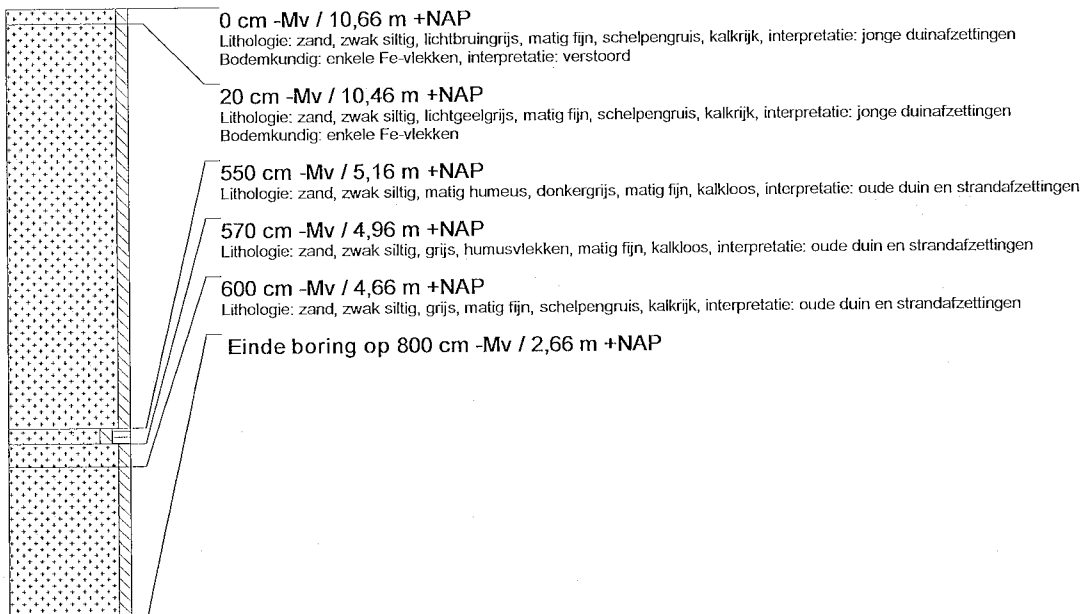 0 cm -Mv / 10,66 m +NAP
Lithologie: zand, zwak siltig, lichtbruingrijs, matig fijn, schelpengruis, kalkrijk, interpretatie: jonge duinafzettingen
Bodemkundig: enkele Fe-vlekken, interpretatie: verstoord
20 cm -Mv / 10,46 m +NAP
Lithologie: zand, zwak siltig, lichtgeelgrijs, matig fijn, schelpengruis, kalkrijk, interpretatie: jonge duinafzettingen
Bodemkundig: enkele Fe-vlekken
550 cm -Mv / 5,16 m +NAP
Lithologie: zand, zwak siltig, matig humeus, donkergrijs, matig fijn, kalkloos, interpretatie: oude duin en strandafzettingen
570 cm -Mv / 4,96 m +NAP
Lithologie: zand, zwak siltig, grijs, humusvlekken, matig fijn, kalkloos, interpretatie: oude duin en strandafzettingen
600 cm -Mv / 4,66 m +NAP
Lithologie: zand, zwak siltig, grijs, matig fijn, schelpengruis, kalkrijk, interpretatie: oude duin en strandafzettingen
Einde boring op 800 cm -Mv / 2,66 m +NAP